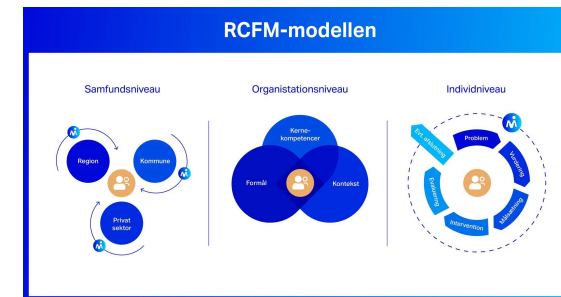 RCFM-modellen
Samfundsniveau
Region
Kommune
Privat
sektor
Organistationsniveau
Kerne-
kompetencer
Formål
Kontekst
Individniveau
Problem
Vurdering
Målsætning
Intervention
Evaluering
Evt. afslutning